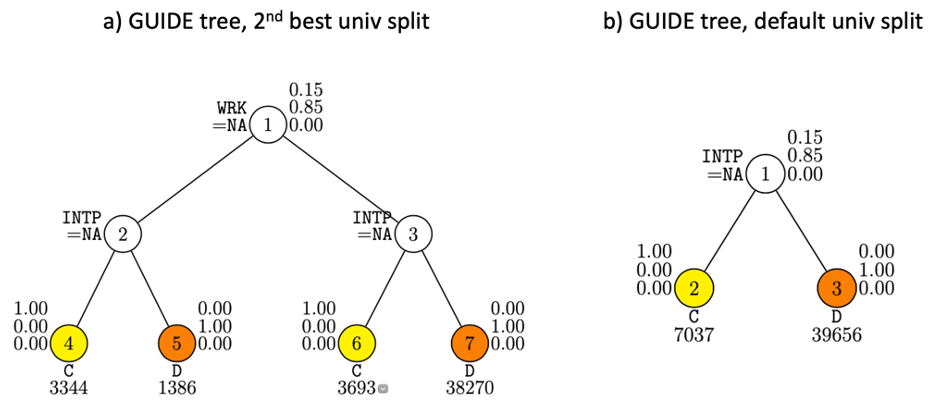 a) GUIDE tree, 2nd best univ split
0.15
WRK 0.85
=NA 1 0.00
INTP
=NA 2
INTP
=NA 3
1.00
0.00
0.00 4
C
3344
0.00
1.00
5 0.00
D
1386
1.00
0.00
0.00 6
C
3693
0.00
1.00
7 0.00
D
38270
b) GUIDE tree, default univ split
0.15
INTP 0.85
=NA 1 0.00
1.00
0.00
0.00 2
C
7037
0.00
1.00
3 0.00
D
39656